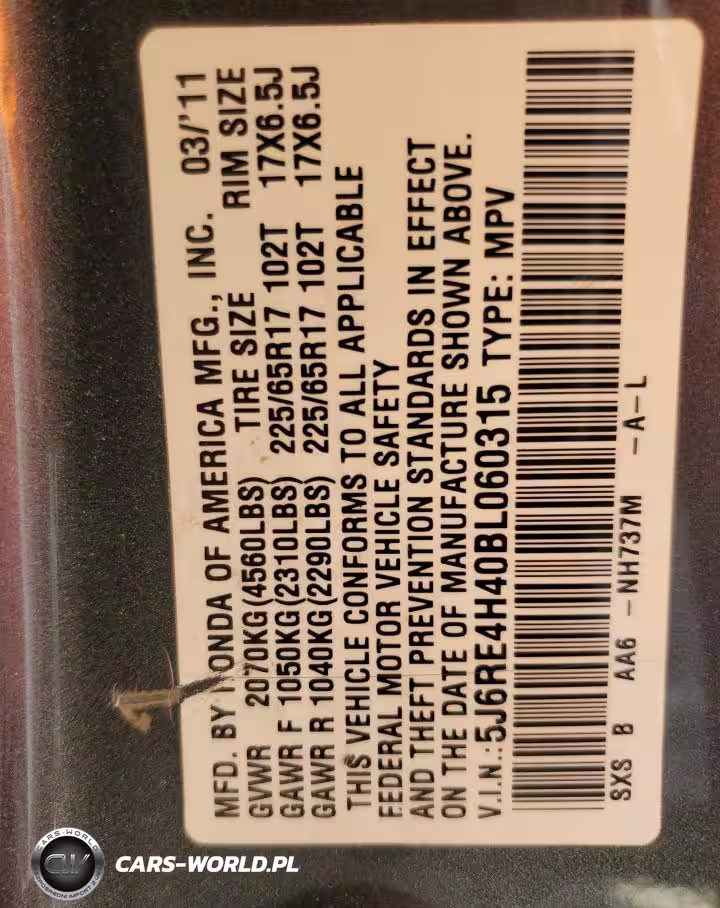 MFD. BY HONDA OF AMERICA MFG., INC. 03/'11
GVWR 2070KG(4560LBS) TIRE SIZE RIM SIZE
GAWR F 1050KG(2310LBS) 225/65R17 102T 17X6.5J
GAWR R 1040KG(2290LBS) 225/65R17 102T 17X6.5J
THIS VEHICLE CONFORMS TO ALL APPLICABLE
FEDERAL MOTOR VEHICLE SAFETY
AND THEFT PREVENTION STANDARDS IN EFFECT
ON THE DATE OF MANUFACTURE SHOWN ABOVE.
V.I.N.:5J6RE4H40BL060315 TYPE: MPV
SXS B AA6 -NH737M -A-L
CARS-WORLD
CW
CARS-WORLD.PL